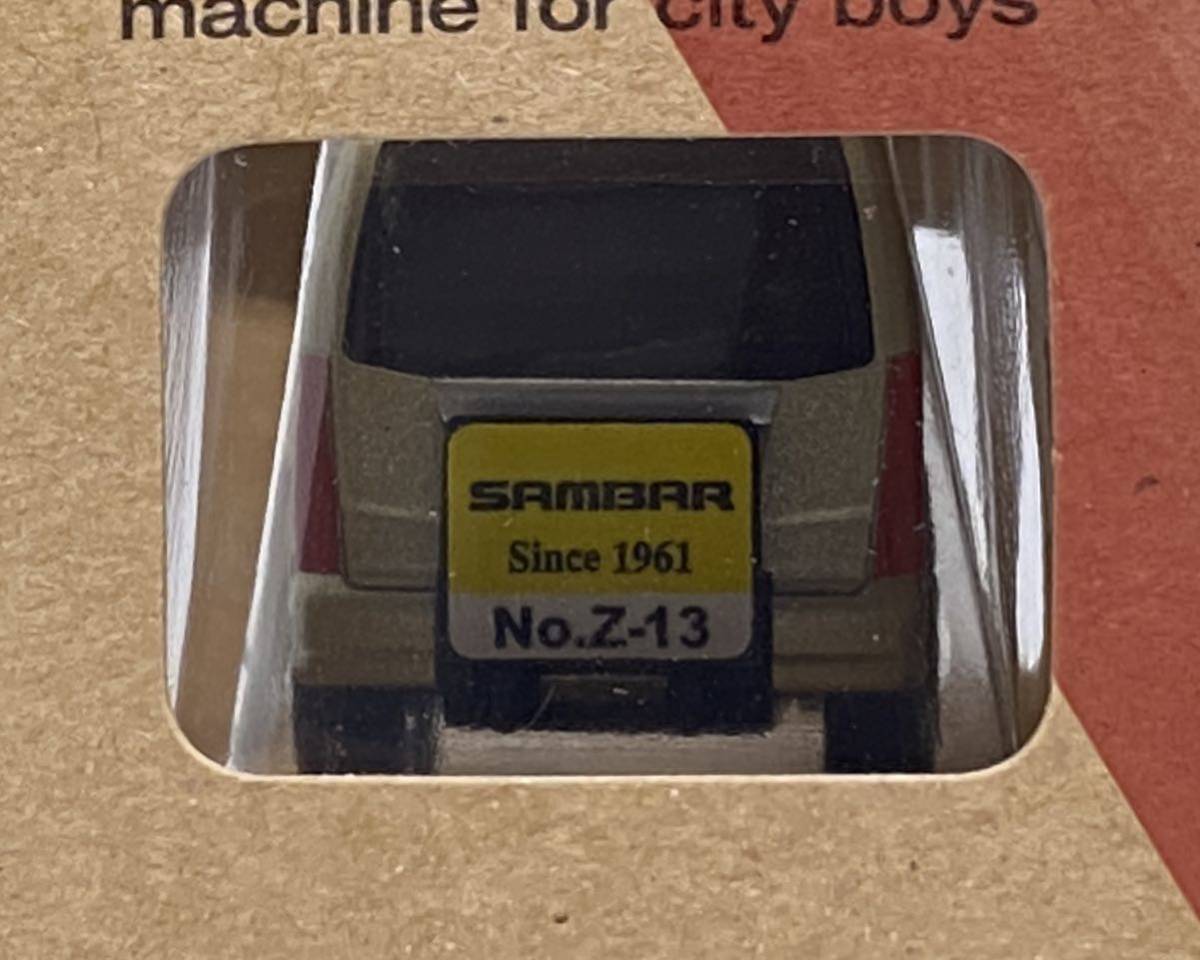 machine for city boys
SAMBAR
Since 1961
No.Z-13